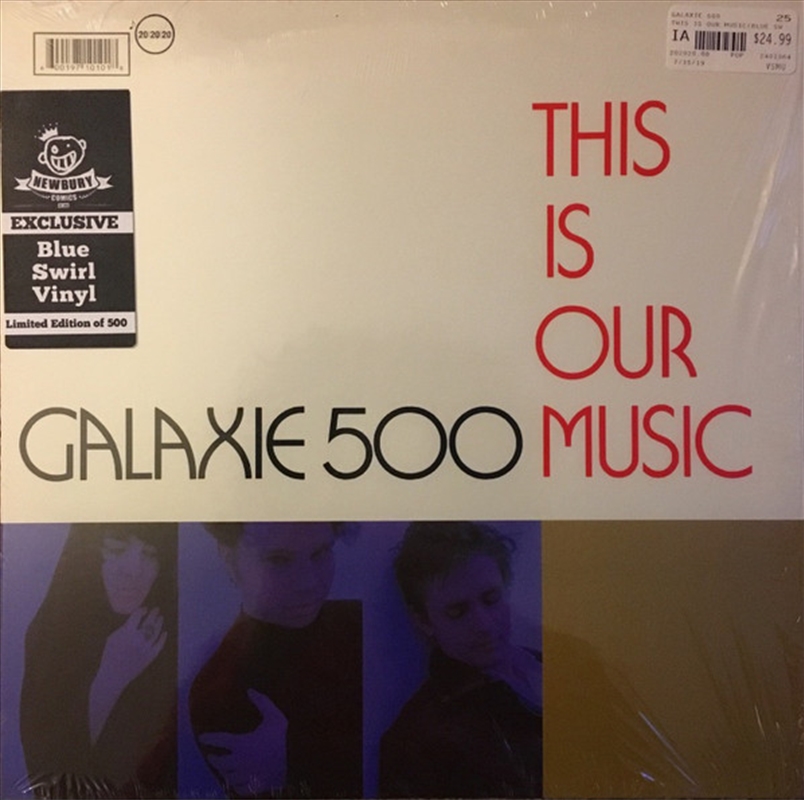 20|20|20
GALAXIE 500
25
THIS IS OUR MUSIC/BLUE SW
IA
$24.99
POP
VINU
NEWBURY
COMICS
EXCLUSIVE
Blue
Swirl
Vinyl
Limited Edition of 500
THIS
IS
OUR
GALAXIE 500 MUSIC